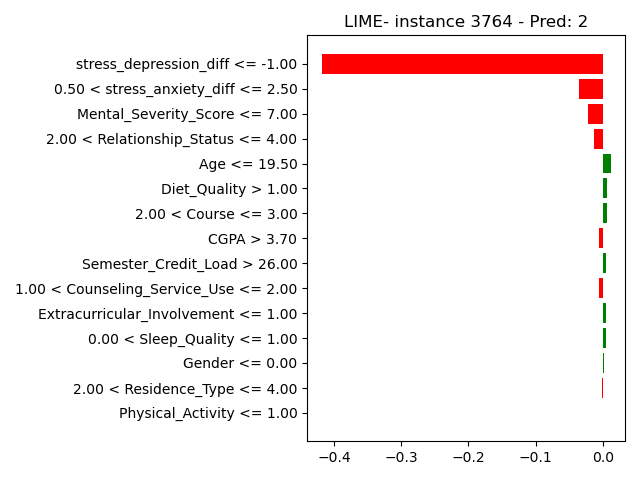 LIME- instance 3764 - Pred: 2
stress_depression_diff <= -1.00
0.50 < stress_anxiety_diff <= 2.50
Mental_Severity_Score <= 7.00
2.00 < Relationship_Status <= 4.00
Age <= 19.50
Diet_Quality > 1.00
2.00 < Course <= 3.00
CGPA > 3.70
Semester_Credit_Load > 26.00
1.00 < Counseling_Service_Use <= 2.00
Extracurricular_Involvement <= 1.00
0.00 < Sleep_Quality <= 1.00
Gender <= 0.00
2.00 < Residence_Type <= 4.00
Physical_Activity <= 1.00
−0.4 −0.3 −0.2 −0.1 0.0